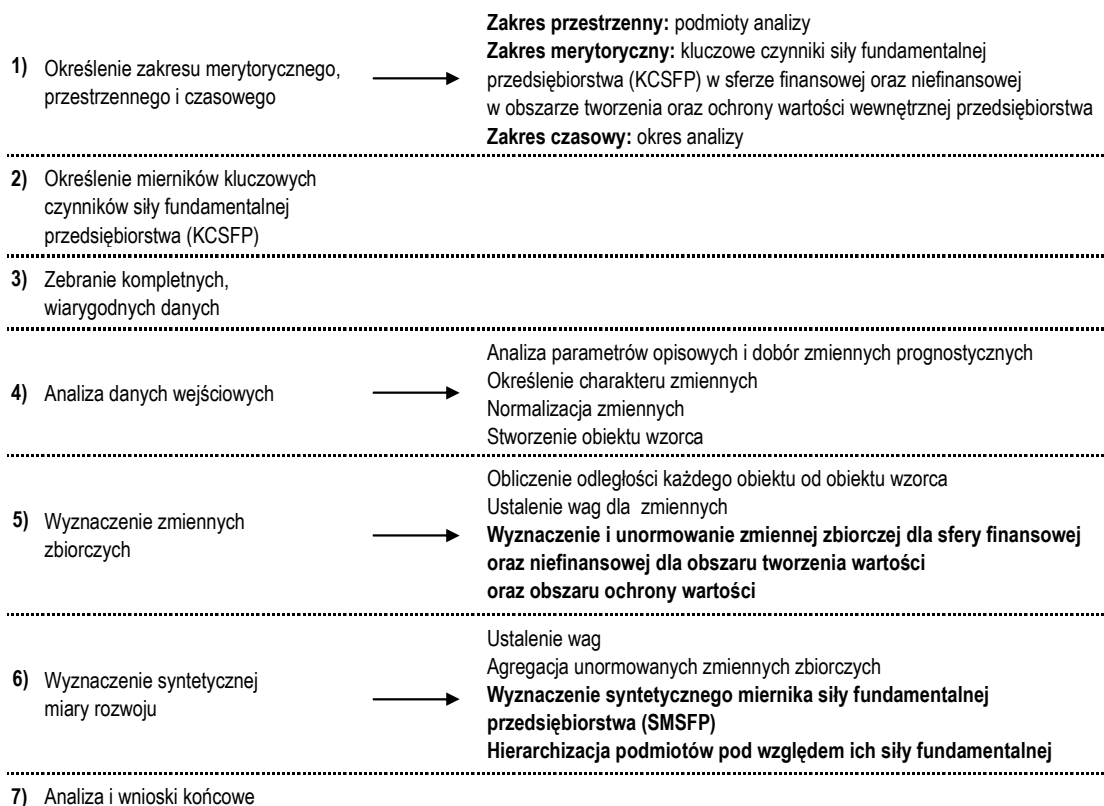 1) Określenie zakresu merytorycznego,
przestrzennego i czasowego
Zakres przestrzenny: podmioty analizy
Zakres merytoryczny: kluczowe czynniki siły fundamentalnej
przedsiębiorstwa (KCSFP) w sferze finansowej oraz niefinansowej
w obszarze tworzenia oraz ochrony wartości wewnętrznej przedsiębiorstwa
Zakres czasowy: okres analizy
2) Określenie mierników kluczowych
czynników siły fundamentalnej
przedsiębiorstwa (KCSFP)
3) Zebranie kompletnych,
wiarygodnych danych
4) Analiza danych wejściowych
Analiza parametrów opisowych i dobór zmiennych prognostycznych
Określenie charakteru zmiennych
Normalizacja zmiennych
Stworzenie obiektu wzorca
5) Wyznaczenie zmiennych
zbiorczych
Obliczenie odległości każdego obiektu od obiektu wzorca
Ustalenie wag dla zmiennych
Wyznaczenie i unormowanie zmiennej zbiorczej dla sfery finansowej
oraz niefinansowej dla obszaru tworzenia wartości
oraz obszaru ochrony wartości
6) Wyznaczenie syntetycznej
miary rozwoju
Ustalenie wag
Agregacja unormowanych zmiennych zbiorczych
Wyznaczenie syntetycznego miernika siły fundamentalnej
przedsiębiorstwa (SMSFP)
Hierarchizacja podmiotów pod względem ich siły fundamentalnej
7) Analiza i wnioski końcowe